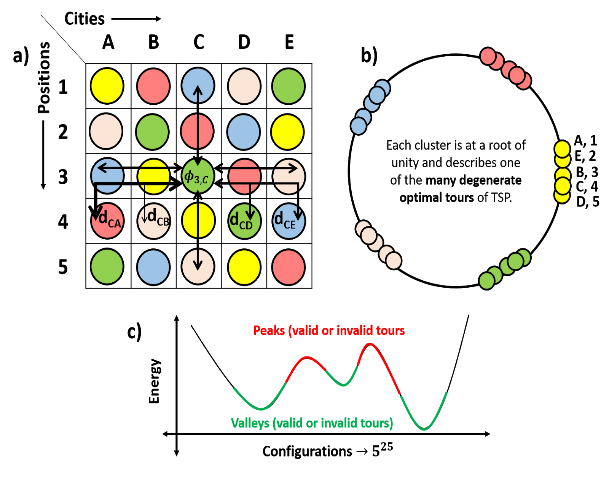 Cities
a)
Positions
A B C D E
1
2
3 ϕ3,C
4 dCA dCB dCD dCE
5
b)
Each cluster is at a root of
unity and describes one
of the many degenerate
optimal tours of TSP.
A, 1
E, 2
B, 3
C, 4
D, 5
c)
Energy
Peaks (valid or invalid tours
Valleys (valid or invalid tours)
Configurations → 5²⁵